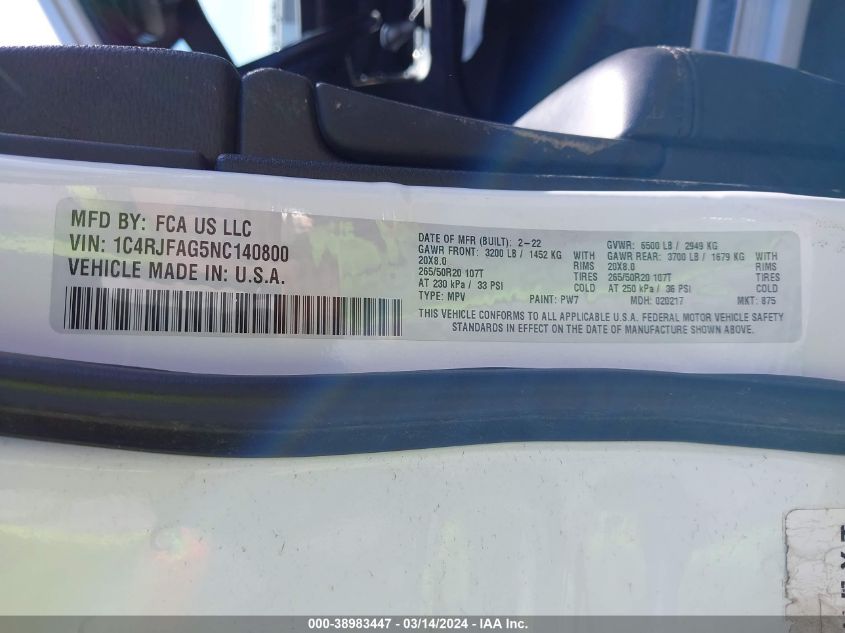 MFD BY: FCA US LLC
VIN: 1C4RJFAG5NC140800
VEHICLE MADE IN: U.S.A.
DATE OF MFR (BUILT): 2-22 GVWR: 6500 LB / 2949 KG
GAWR FRONT: 3200 LB / 1452 KG WITH GAWR REAR: 3700 LB / 1679 KG WITH
20X8.0 RIMS 20X8.0 RIMS
265/50R20 107T TIRES 265/50R20 107T TIRES
AT 230 kPa / 33 PSI COLD AT 250 kPa / 36 PSI COLD
TYPE: MPV PAINT: PW7 MDH: 020217 MKT: 875
THIS VEHICLE CONFORMS TO ALL APPLICABLE U.S.A. FEDERAL MOTOR VEHICLE SAFETY
STANDARDS IN EFFECT ON THE DATE OF MANUFACTURE SHOWN ABOVE.
000-38983447 - 03/14/2024 - IAA Inc.